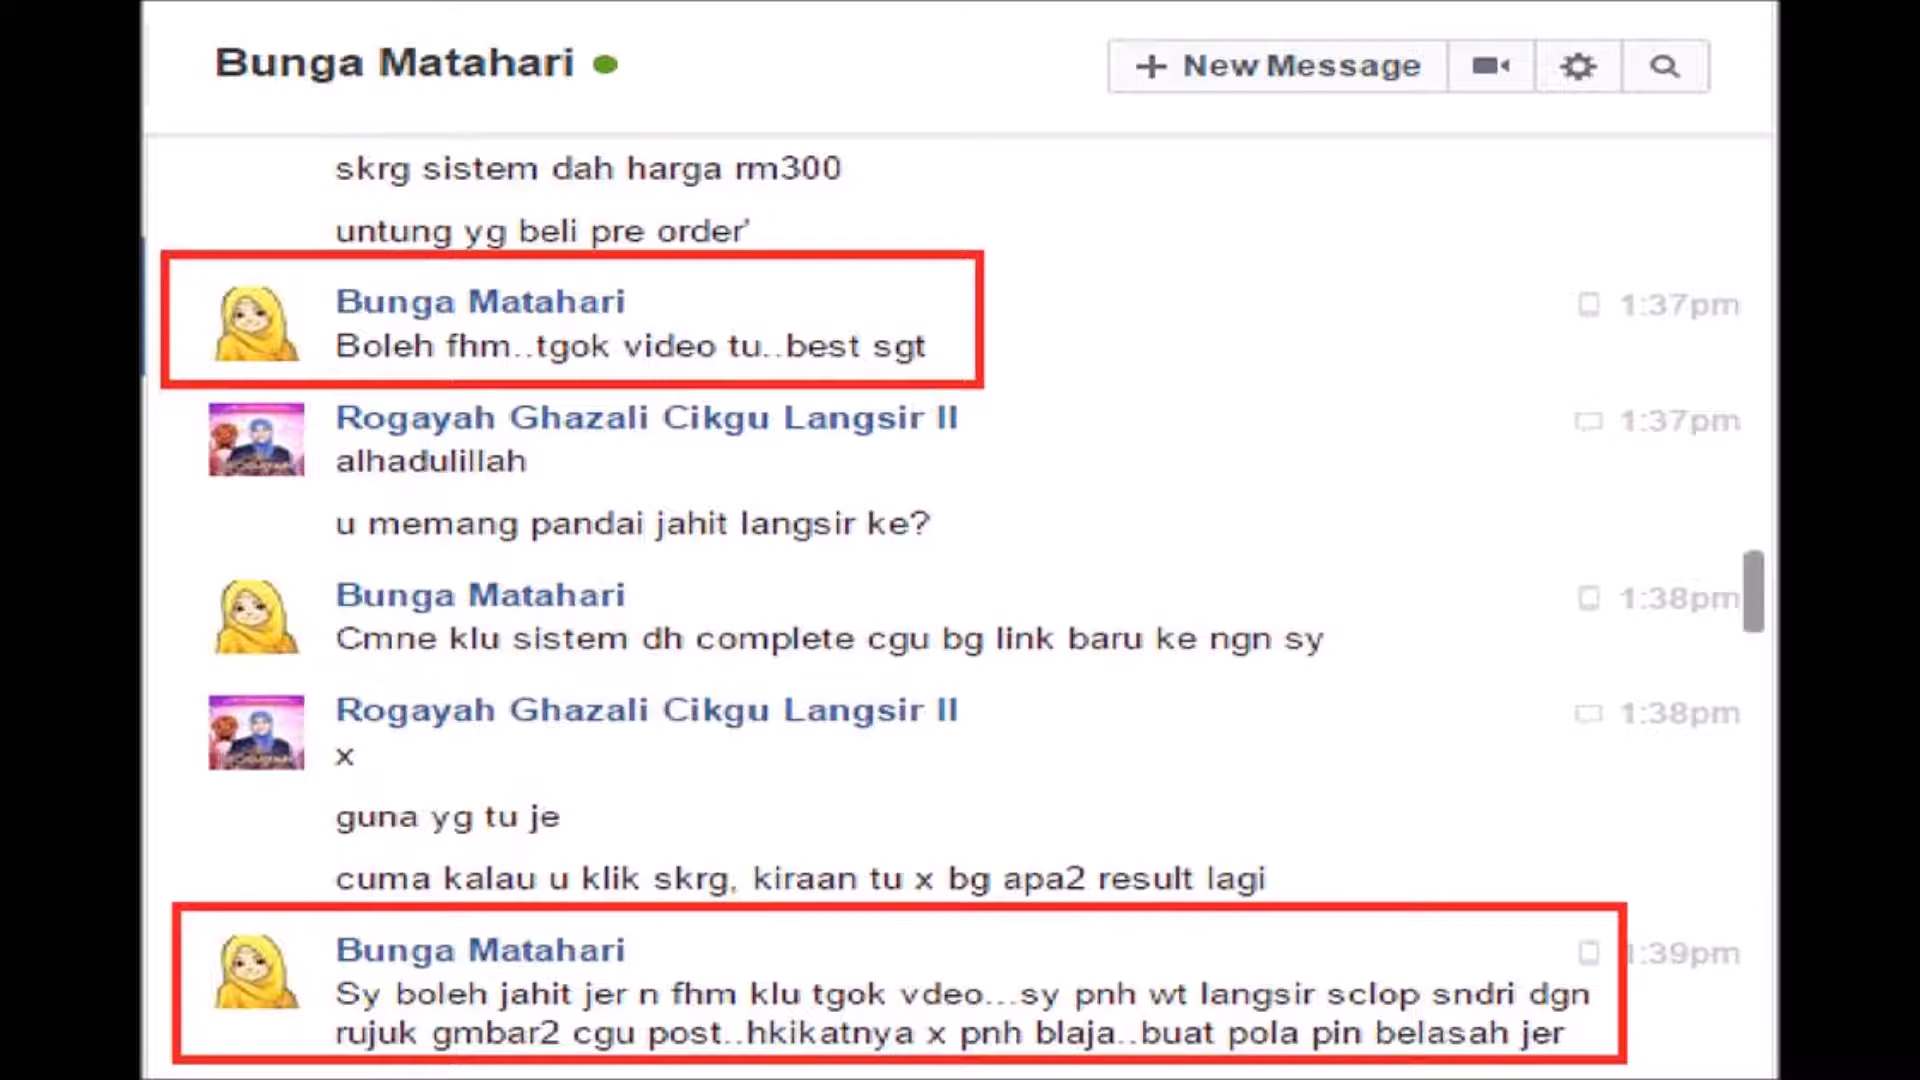 Bunga Matahari
New Message
skrg sistem dah harga rm300
untung yg beli pre order'
Bunga Matahari
1:37pm
Boleh fhm..tgok video tu..best sgt
Rogayah Ghazali Cikgu Langsir II
1:37pm
alhadulillah
u memang pandai jahit langsir ke?
Bunga Matahari
1:38pm
Cmne klu sistem dh complete cgu bg link baru ke ngn sy
Rogayah Ghazali Cikgu Langsir II
1:38pm
x
guna yg tu je
cuma kalau u klik skrg, kiraan tu x bg apa2 result lagi
Bunga Matahari
1:39pm
Sy boleh jahit jer n fhm klu tgok vdeo...sy pnh wt langsir sclop sndri dgn
rujuk gmbar2 cgu post..hkikatnya x pnh blaja..buat pola pin belasah jer